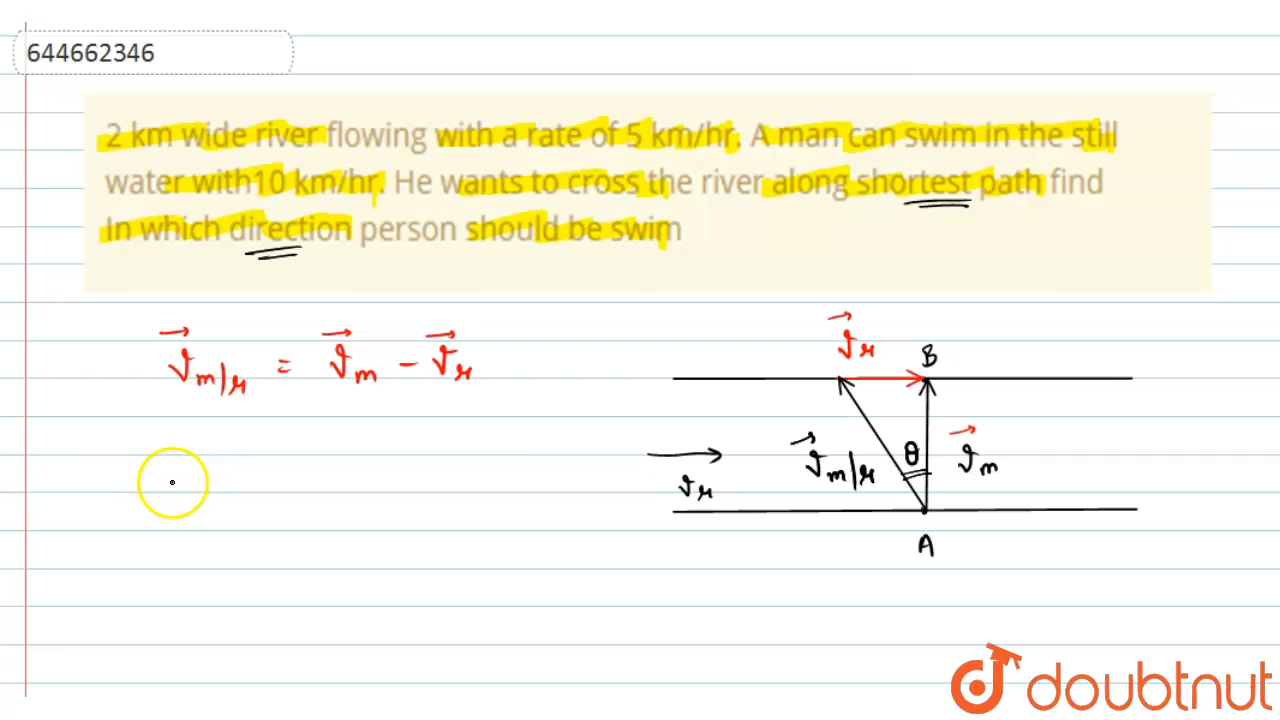 644662346
2 km wide river flowing with a rate of 5 km/hr. A man can swim in the still
water with10 km/hr. He wants to cross the river along shortest path find
In which direction person should be swim
v⃗m/r = v⃗m - v⃗r
v⃗r
B
θ
v⃗m
v⃗m/r
vr
A
doubtnut